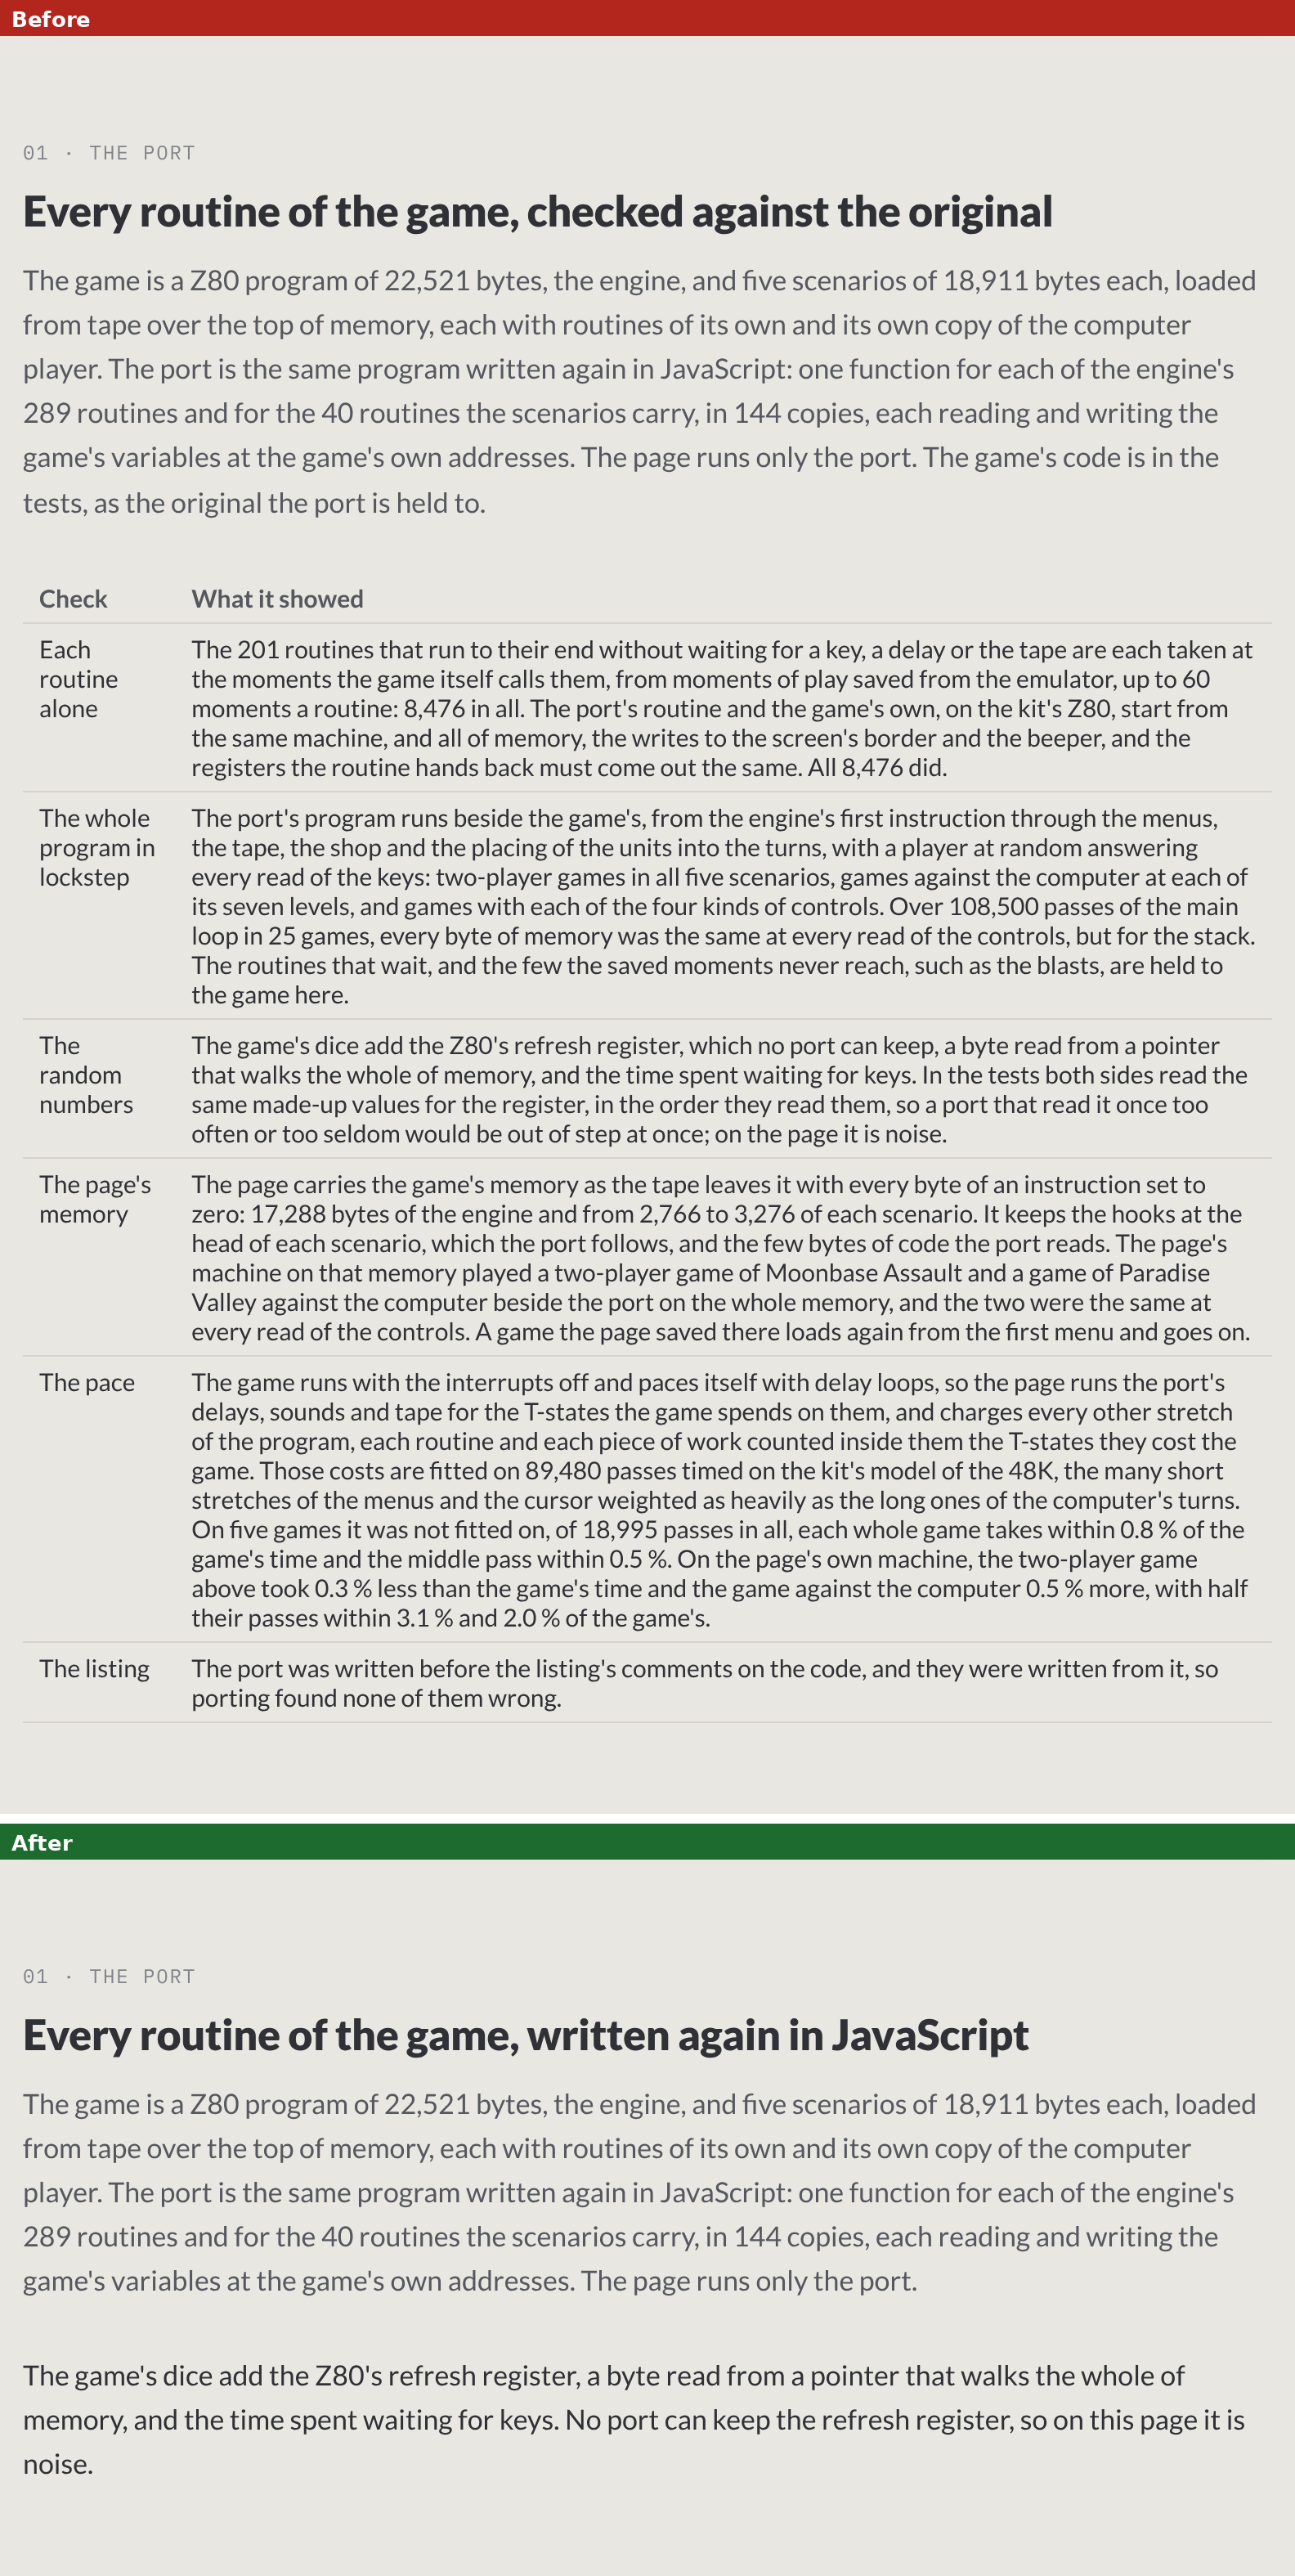 Before
01 · THE PORT
Every routine of the game, checked against the original
The game is a Z80 program of 22,521 bytes, the engine, and five scenarios of 18,911 bytes each, loaded
from tape over the top of memory, each with routines of its own and its own copy of the computer
player. The port is the same program written again in JavaScript: one function for each of the engine's
289 routines and for the 40 routines the scenarios carry, in 144 copies, each reading and writing the
game's variables at the game's own addresses. The page runs only the port. The game's code is in the
tests, as the original the port is held to.
Check What it showed
Each
routine
alone
The 201 routines that run to their end without waiting for a key, a delay or the tape are each taken at
the moments the game itself calls them, from moments of play saved from the emulator, up to 60
moments a routine: 8,476 in all. The port's routine and the game's own, on the kit's Z80, start from
the same machine, and all of memory, the writes to the screen's border and the beeper, and the
registers the routine hands back must come out the same. All 8,476 did.
The whole
program in
lockstep
The port's program runs beside the game's, from the engine's first instruction through the menus,
the tape, the shop and the placing of the units into the turns, with a player at random answering
every read of the keys: two-player games in all five scenarios, games against the computer at each of
its seven levels, and games with each of the four kinds of controls. Over 108,500 passes of the main
loop in 25 games, every byte of memory was the same at every read of the controls, but for the stack.
The routines that wait, and the few the saved moments never reach, such as the blasts, are held to
the game here.
The
random
numbers
The game's dice add the Z80's refresh register, which no port can keep, a byte read from a pointer
that walks the whole of memory, and the time spent waiting for keys. In the tests both sides read the
same made-up values for the register, in the order they read them, so a port that read it once too
often or too seldom would be out of step at once; on the page it is noise.
The page's
memory
The page carries the game's memory as the tape leaves it with every byte of an instruction set to
zero: 17,288 bytes of the engine and from 2,766 to 3,276 of each scenario. It keeps the hooks at the
head of each scenario, which the port follows, and the few bytes of code the port reads. The page's
machine on that memory played a two-player game of Moonbase Assault and a game of Paradise
Valley against the computer beside the port on the whole memory, and the two were the same at
every read of the controls. A game the page saved there loads again from the first menu and goes on.
The pace
The game runs with the interrupts off and paces itself with delay loops, so the page runs the port's
delays, sounds and tape for the T-states the game spends on them, and charges every other stretch
of the program, each routine and each piece of work counted inside them the T-states they cost the
game. Those costs are fitted on 89,480 passes timed on the kit's model of the 48K, the many short
stretches of the menus and the cursor weighted as heavily as the long ones of the computer's turns.
On five games it was not fitted on, of 18,995 passes in all, each whole game takes within 0.8 % of the
game's time and the middle pass within 0.5 %. On the page's own machine, the two-player game
above took 0.3 % less than the game's time and the game against the computer 0.5 % more, with half
their passes within 3.1 % and 2.0 % of the game's.
The listing
The port was written before the listing's comments on the code, and they were written from it, so
porting found none of them wrong.
After
01 · THE PORT
Every routine of the game, written again in JavaScript
The game is a Z80 program of 22,521 bytes, the engine, and five scenarios of 18,911 bytes each, loaded
from tape over the top of memory, each with routines of its own and its own copy of the computer
player. The port is the same program written again in JavaScript: one function for each of the engine's
289 routines and for the 40 routines the scenarios carry, in 144 copies, each reading and writing the
game's variables at the game's own addresses. The page runs only the port.
The game's dice add the Z80's refresh register, a byte read from a pointer that walks the whole of
memory, and the time spent waiting for keys. No port can keep the refresh register, so on this page it is
noise.